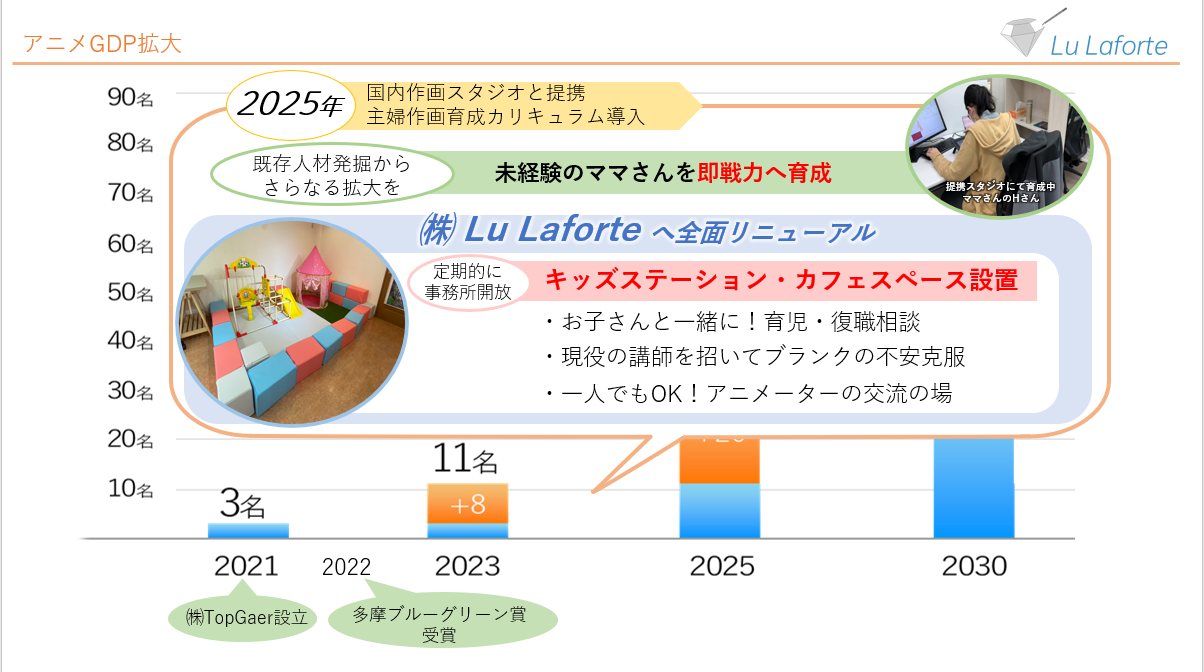 アニメGDP拡大
Lu Laforte
90名
80名
70名
60名
50名
40名
30名
20名
10名
2025年
国内作画スタジオと提携
主婦作画育成カリキュラム導入
既存人材発掘から
さらなる拡大を
未経験のママさんを即戦力へ育成
提携スタジオにて育成中
ママさんのHさん
㈱ Lu Laforte へ全面リニューアル
定期的に
事務所開放
キッズステーション・カフェスペース設置
・お子さんと一緒に！育児・復職相談
・現役の講師を招いてブランクの不安克服
・一人でもOK！アニメーターの交流の場
3名
11名
+8
2021
2022
2023
2025
2030
㈱TopGaer設立
多摩ブルーグリーン賞
受賞